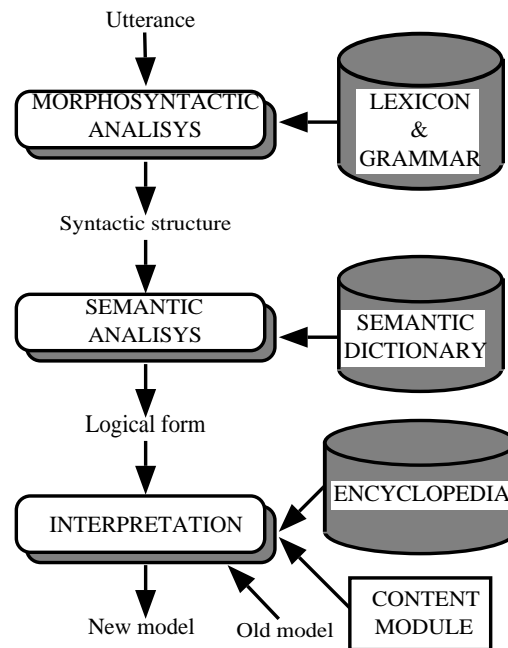 Utterance
MORPHOSYNTACTIC
ANALISYS
LEXICON
&
GRAMMAR
Syntactic structure
SEMANTIC
ANALISYS
SEMANTIC
DICTIONARY
Logical form
INTERPRETATION
ENCYCLOPEDIA
New model
Old model
CONTENT
MODULE